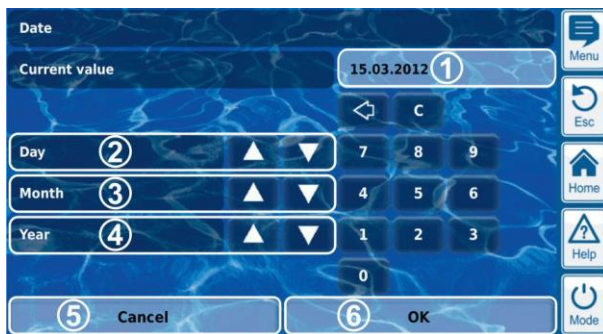 Date
Menu
Current value 15.03.2012 1
C
Esc
Day 2 7 8 9
Month 3 4 5 6
Home
Year 4 1 2 3
Help
0
5 Cancel 6 OK
Mode